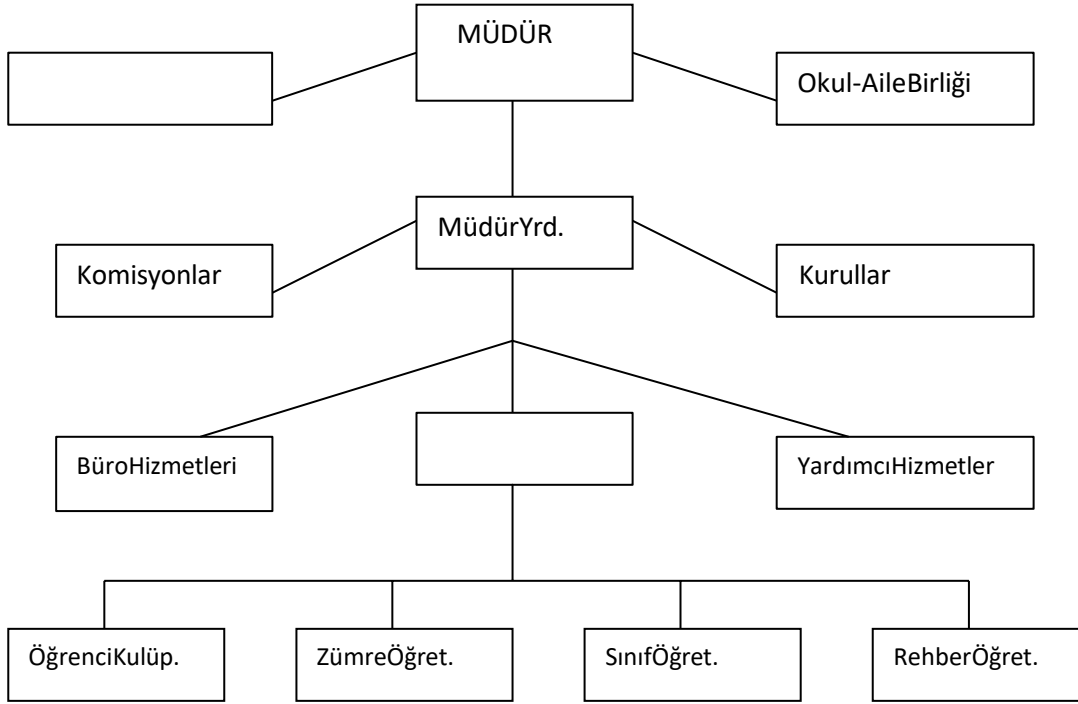 MÜDÜR
Okul-AileBirliği
MüdürYrd.
Komisyonlar
Kurullar
BüroHizmetleri
YardımcıHizmetler
ÖğrenciKulüp.
ZümreÖğret.
SınıfÖğret.
RehberÖğret.